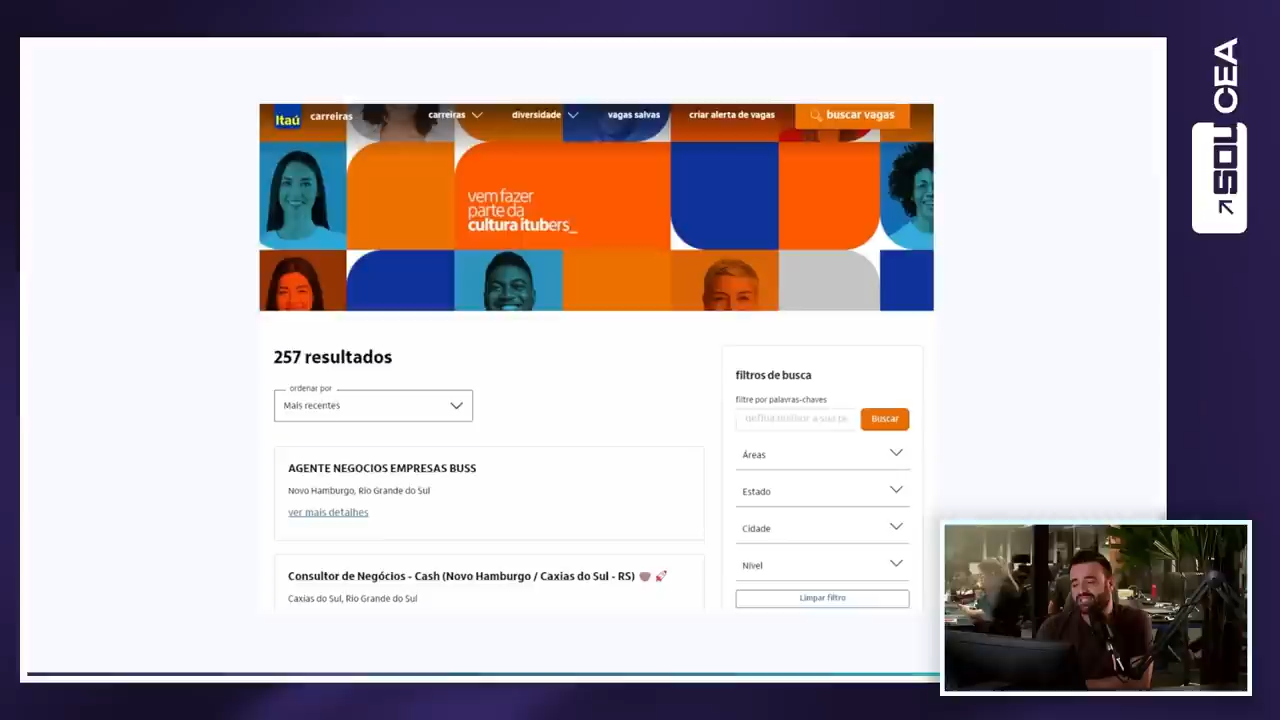 Itaú
carreiras
carreiras
diversidade
vagas salvas
criar alerta de vagas
buscar vagas
vem fazer
parte da
cultura itubers_
257 resultados
ordenar por
Mais recentes
AGENTE NEGOCIOS EMPRESAS BUSS
Novo Hamburgo, Rio Grande do Sul
ver mais detalhes
Consultor de Negócios - Cash (Novo Hamburgo / Caxias do Sul - RS)
Caxias do Sul, Rio Grande do Sul
filtros de busca
filtre por palavras-chaves
Buscar
Áreas
Estado
Cidade
Nível
Limpar filtro
SOU CEA